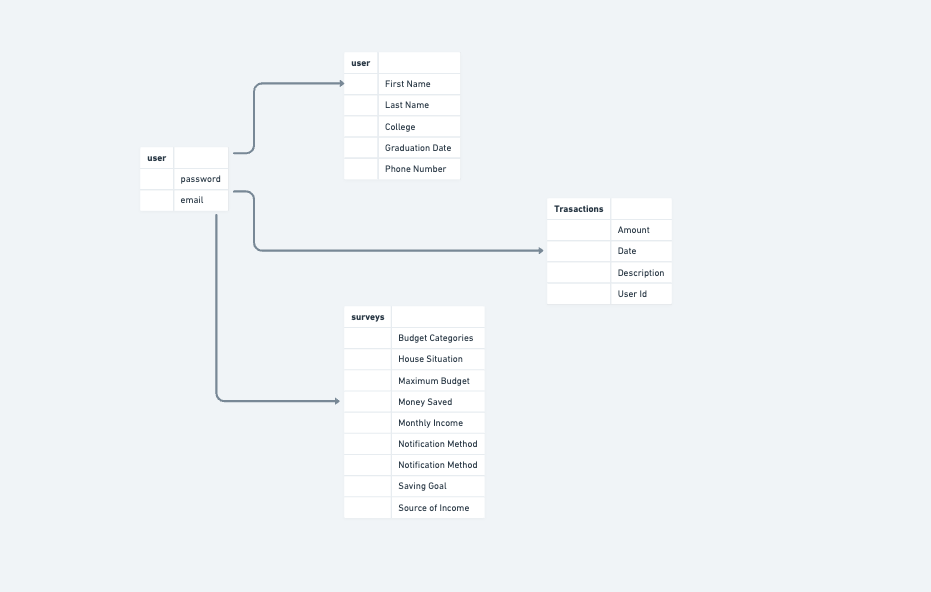 user
First Name
Last Name
College
Graduation Date
Phone Number
user
password
email
Trasactions
Amount
Date
Description
User Id
surveys
Budget Categories
House Situation
Maximum Budget
Money Saved
Monthly Income
Notification Method
Notification Method
Saving Goal
Source of Income